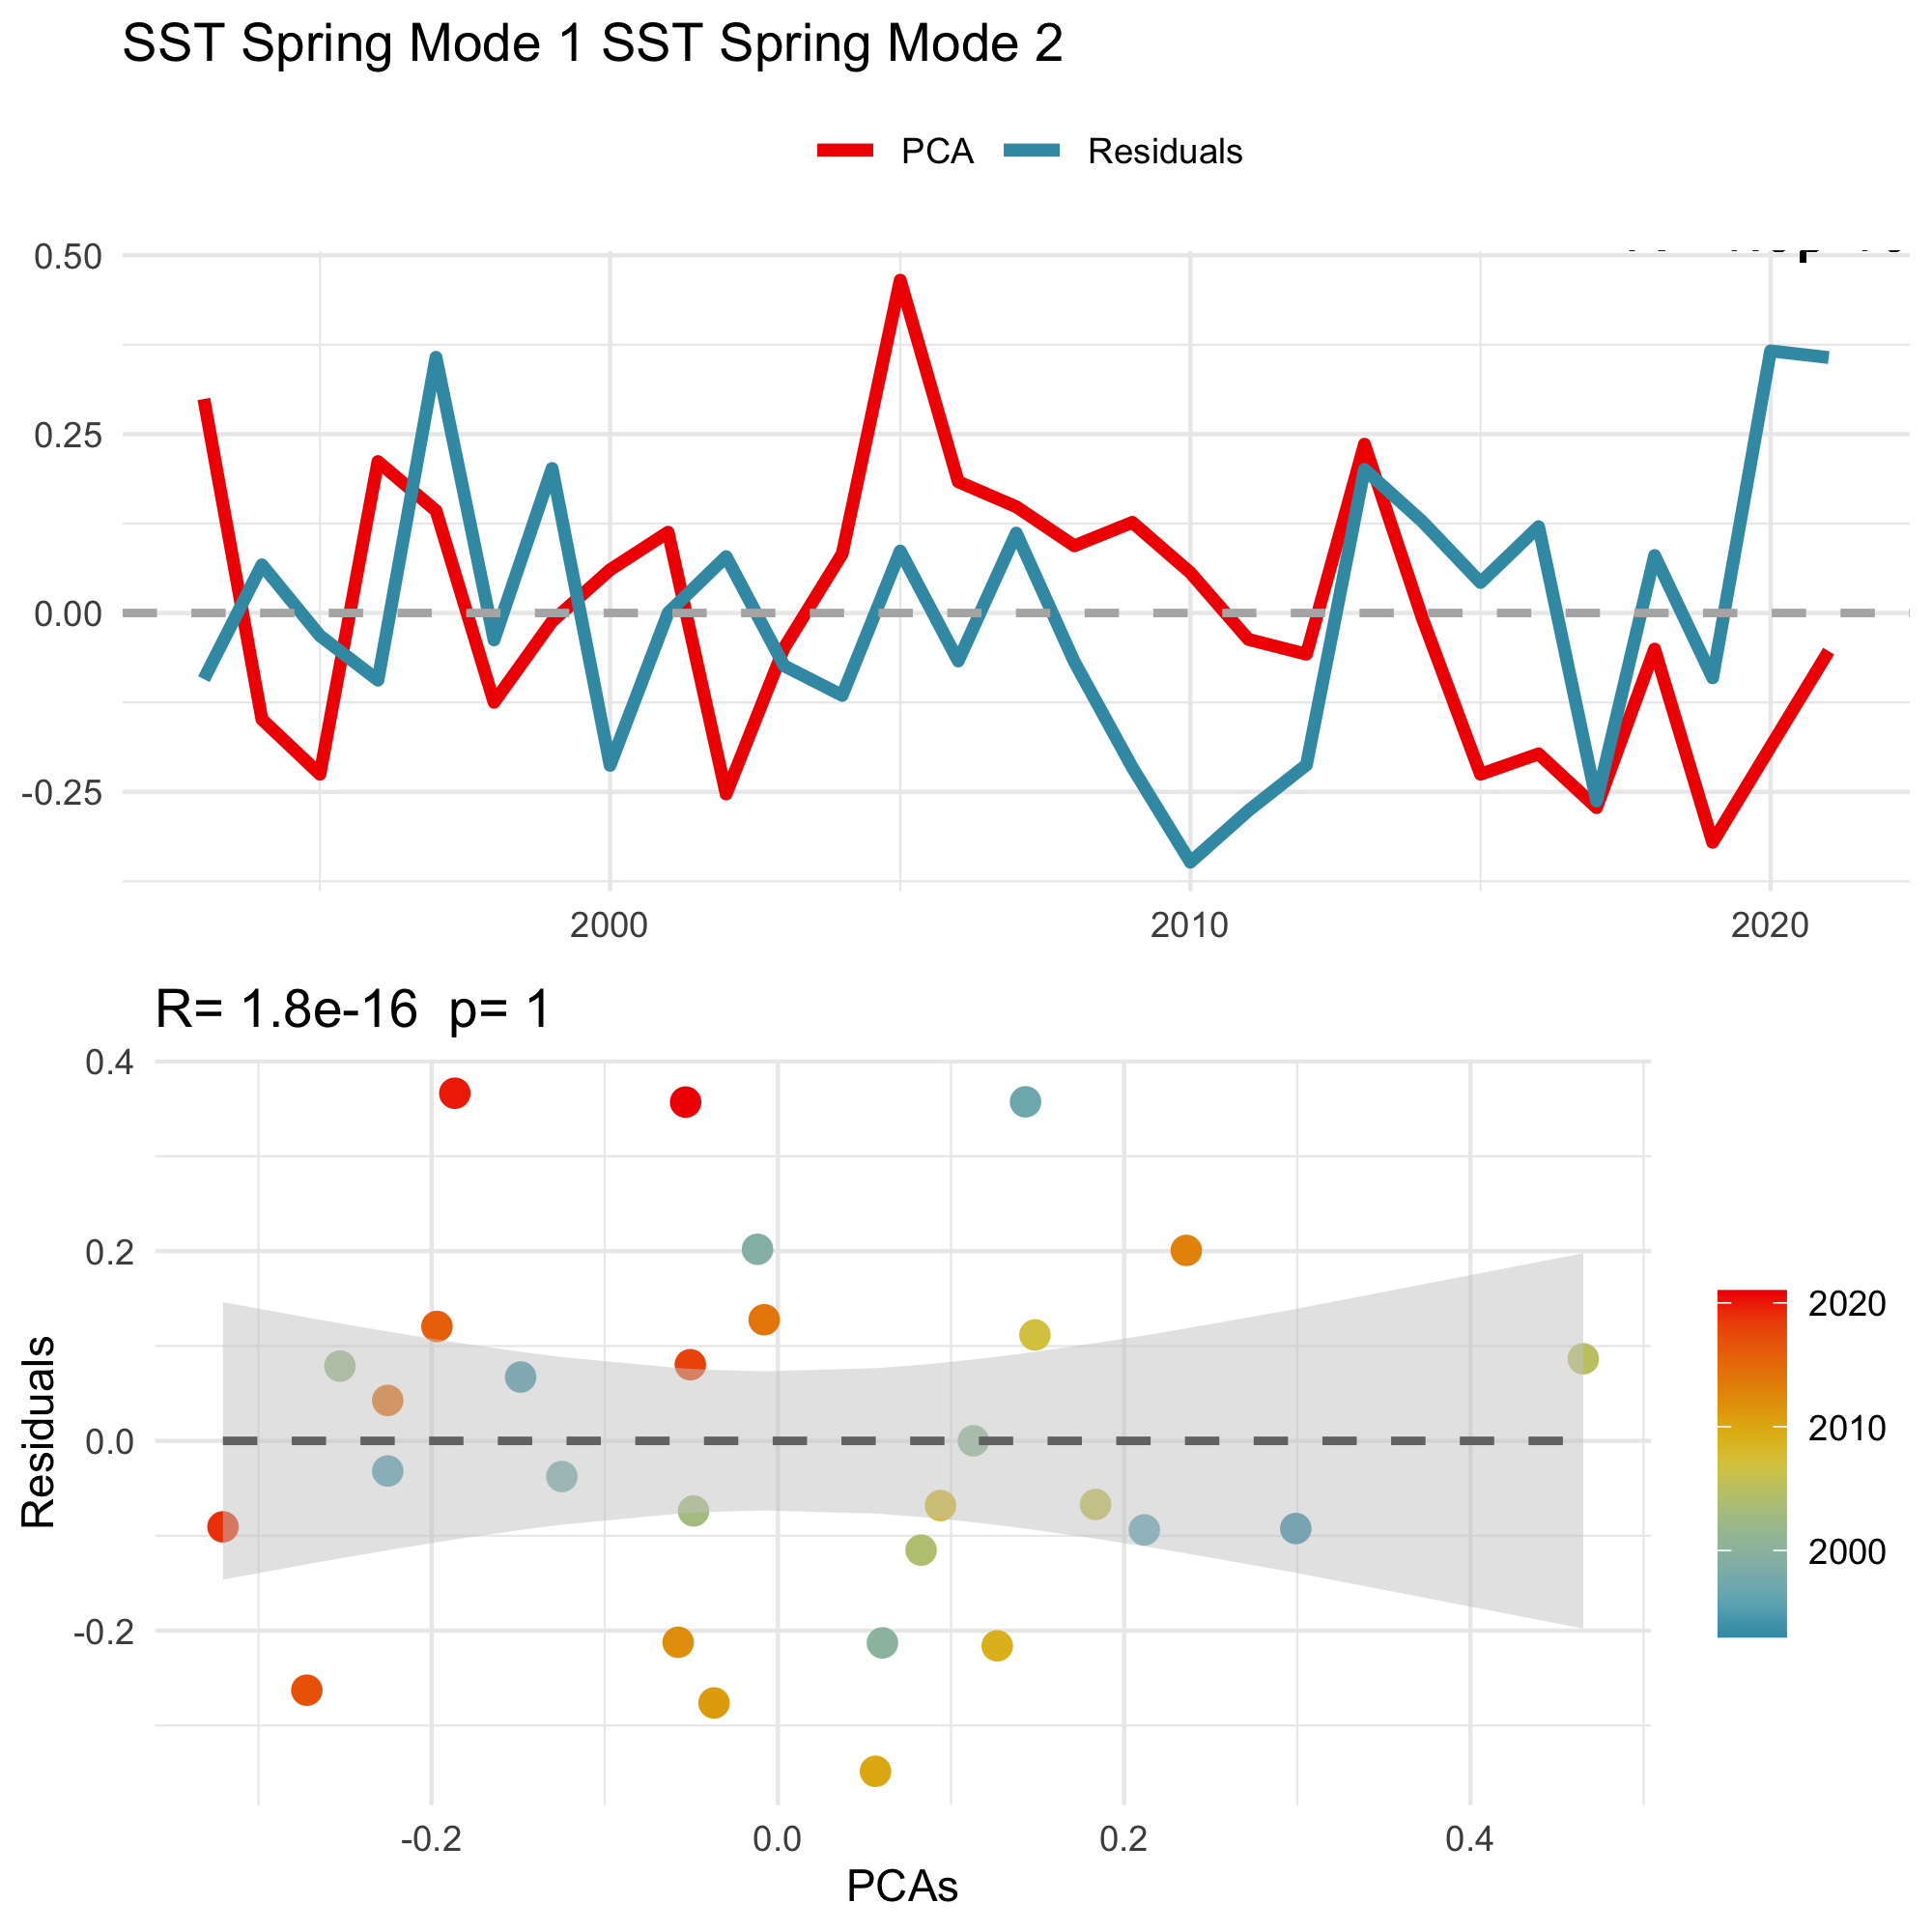 SST Spring Mode 1 SST Spring Mode 2
PCA Residuals
0.50
0.25
0.00
-0.25
2000 2010 2020
R= 1.8e-16 p= 1
0.4
0.2
0.0
-0.2
Residuals
-0.2 0.0 0.2 0.4
PCAs
2020
2010
2000